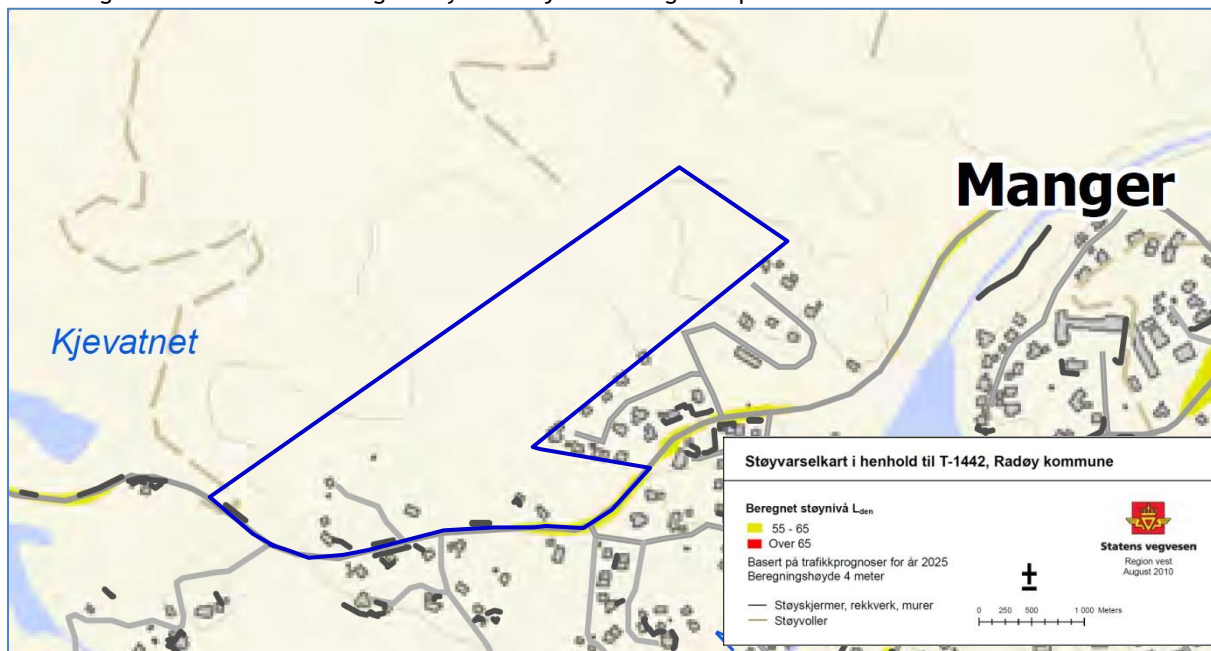 Manger
Kjevatnet
Støyvarselkart i henhold til T-1442, Radøy kommune
Beregnet støynivå Lden
55 - 65
Over 65
Basert på trafikkprognoser for år 2025
Beregningshøyde 4 meter
Støyskjermer, rekkverk, murer
Støyvoller
Statens vegvesen
Region vest
August 2010
0 250 500 1 000 Meters